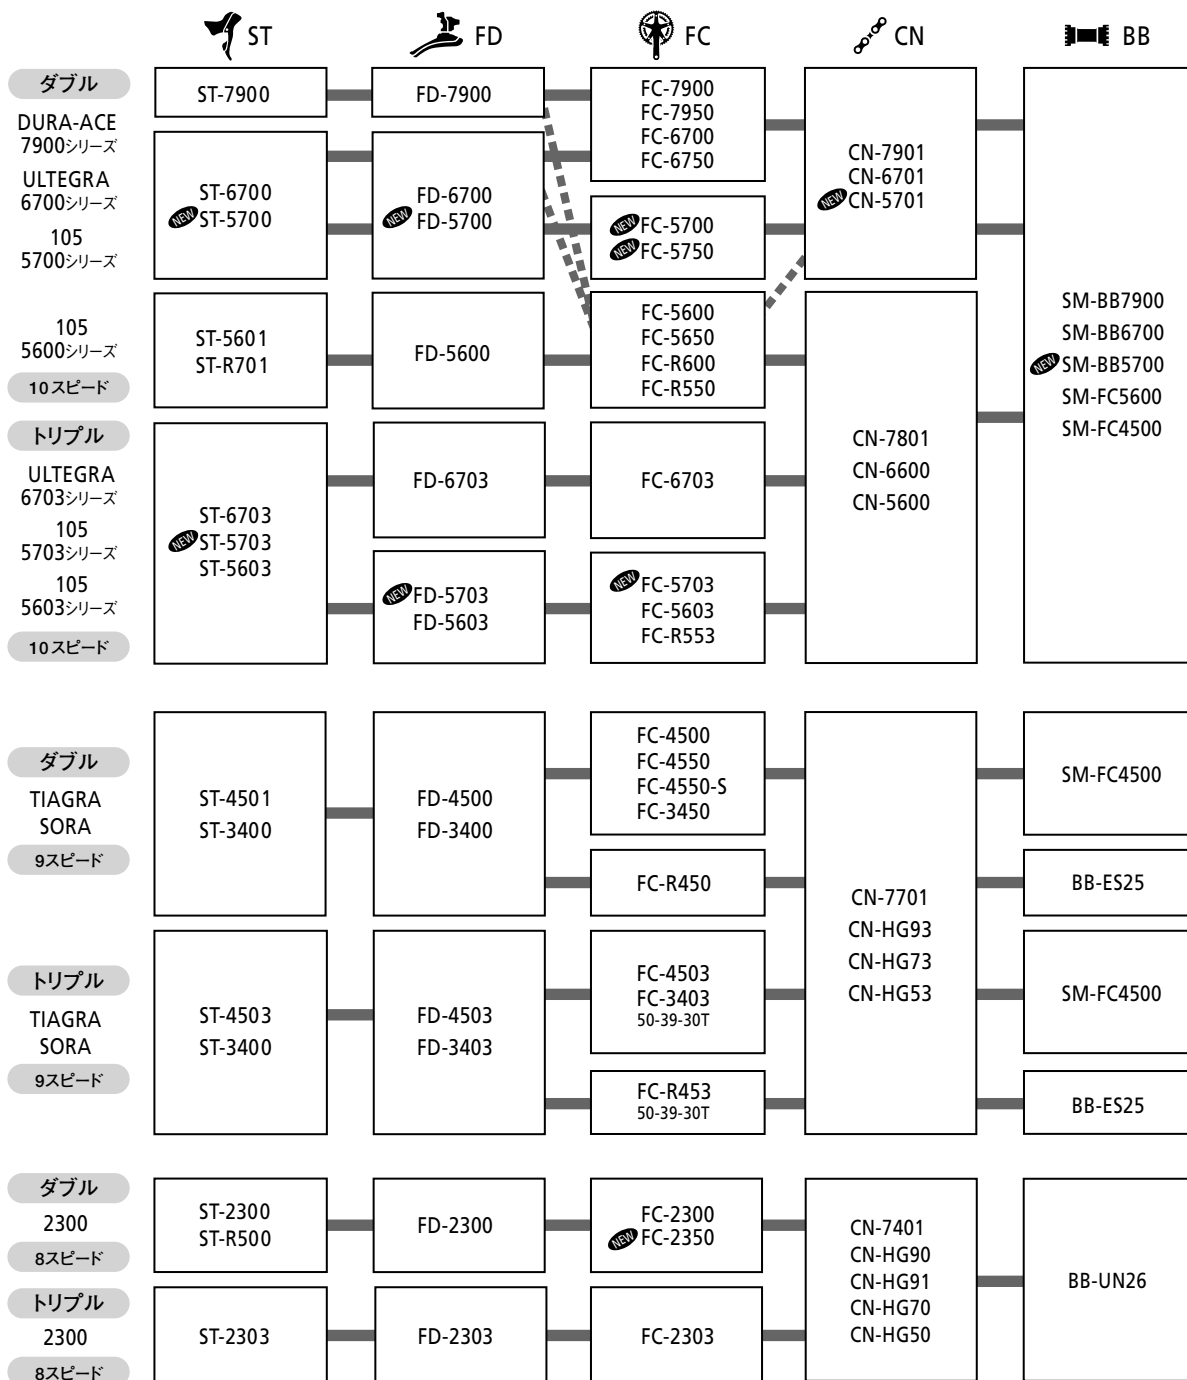 ST
FD
FC
CN
BB
ダブル
DURA-ACE
7900シリーズ
ULTEGRA
6700シリーズ
105
5700シリーズ
105
5600シリーズ
10スピード
ST-7900
FD-7900
FC-7900
FC-7950
FC-6700
FC-6750
ST-6700
NEW ST-5700
FD-6700
NEW FD-5700
NEW FC-5700
NEW FC-5750
CN-7901
CN-6701
NEW CN-5701
ST-5601
ST-R701
FD-5600
FC-5600
FC-5650
FC-R600
FC-R550
SM-BB7900
SM-BB6700
NEW SM-BB5700
SM-FC5600
SM-FC4500
トリプル
ULTEGRA
6703シリーズ
105
5703シリーズ
105
5603シリーズ
10スピード
ST-6703
NEW ST-5703
ST-5603
FD-6703
FC-6703
NEW FD-5703
FD-5603
NEW FC-5703
FC-5603
FC-R553
CN-7801
CN-6600
CN-5600
ダブル
TIAGRA
SORA
9スピード
ST-4501
ST-3400
FD-4500
FD-3400
FC-4500
FC-4550
FC-4550-S
FC-3450
FC-R450
CN-7701
CN-HG93
CN-HG73
CN-HG53
SM-FC4500
BB-ES25
トリプル
TIAGRA
SORA
9スピード
ST-4503
ST-3400
FD-4503
FD-3403
FC-4503
FC-3403
50-39-30T
FC-R453
50-39-30T
SM-FC4500
BB-ES25
ダブル
2300
8スピード
ST-2300
ST-R500
FD-2300
FC-2300
NEW FC-2350
CN-7401
CN-HG90
CN-HG91
CN-HG70
CN-HG50
BB-UN26
トリプル
2300
8スピード
ST-2303
FD-2303
FC-2303